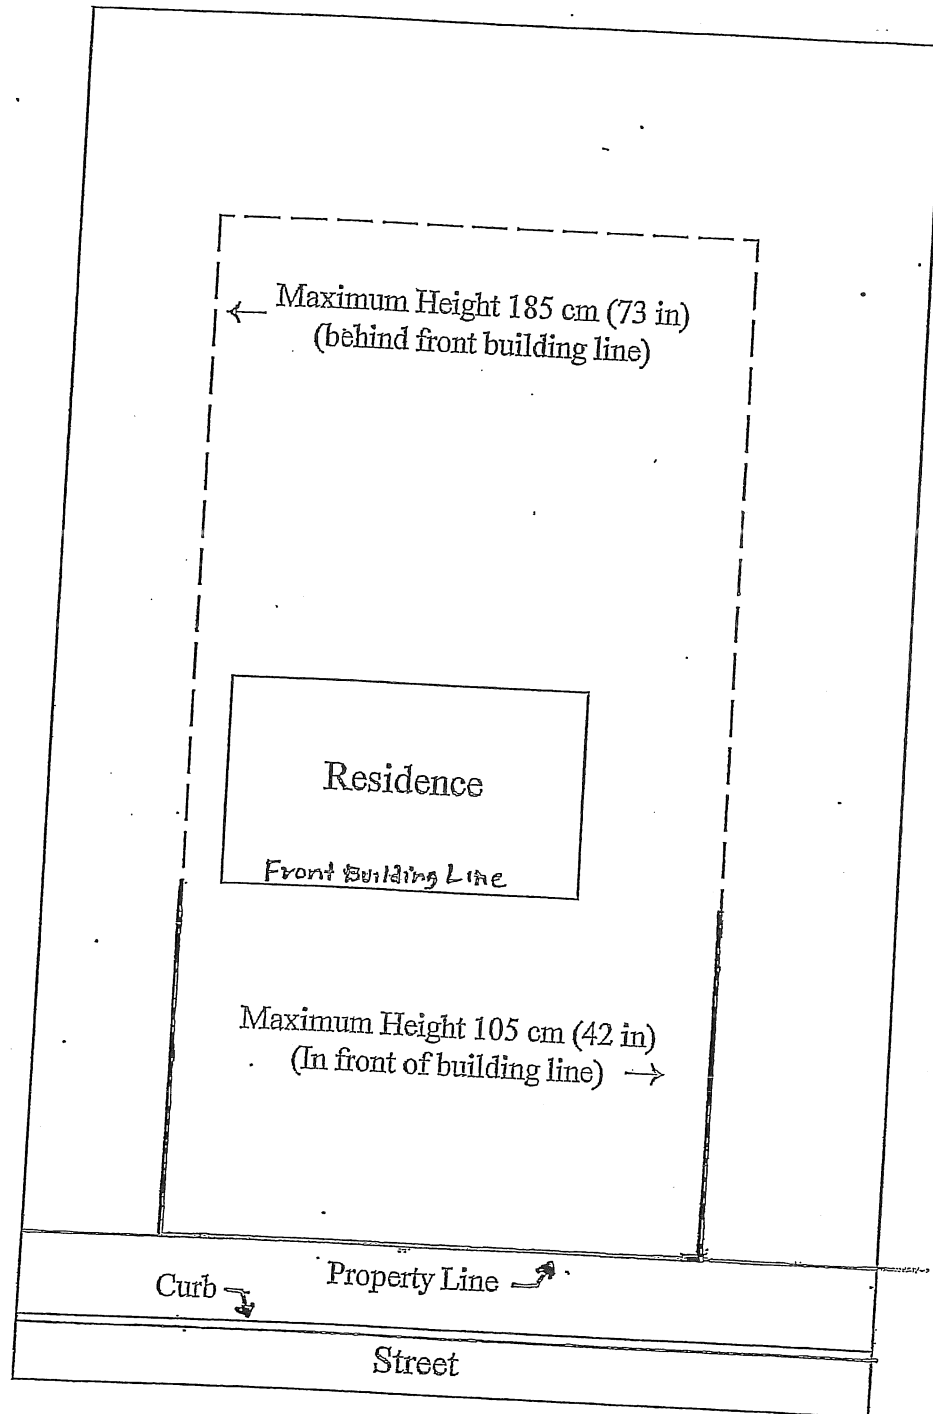 Maximum Height 185 cm (73 in)
(behind front building line)
Residence
Front Building Line
Maximum Height 105 cm (42 in)
(In front of building line)
Property Line
Curb
Street